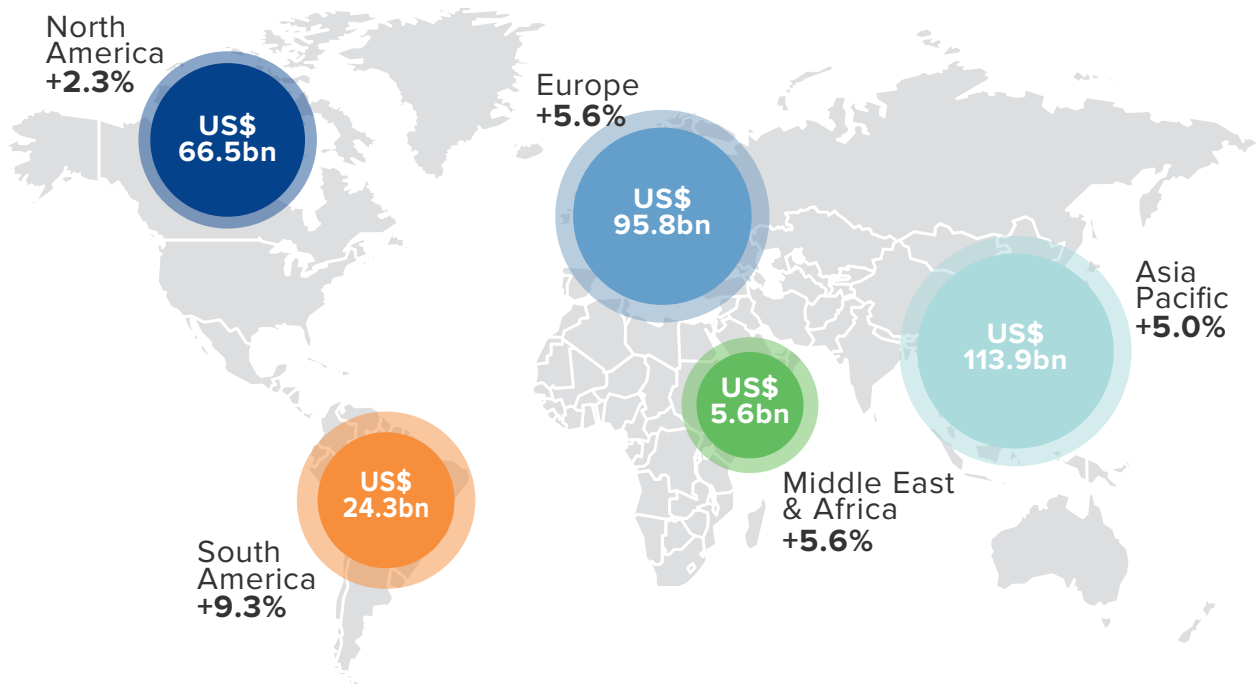 North
America
+2.3%
US$
66.5bn
Europe
+5.6%
US$
95.8bn
Asia
Pacific
+5.0%
US$
113.9bn
US$
5.6bn
Middle East
& Africa
+5.6%
US$
24.3bn
South
America
+9.3%